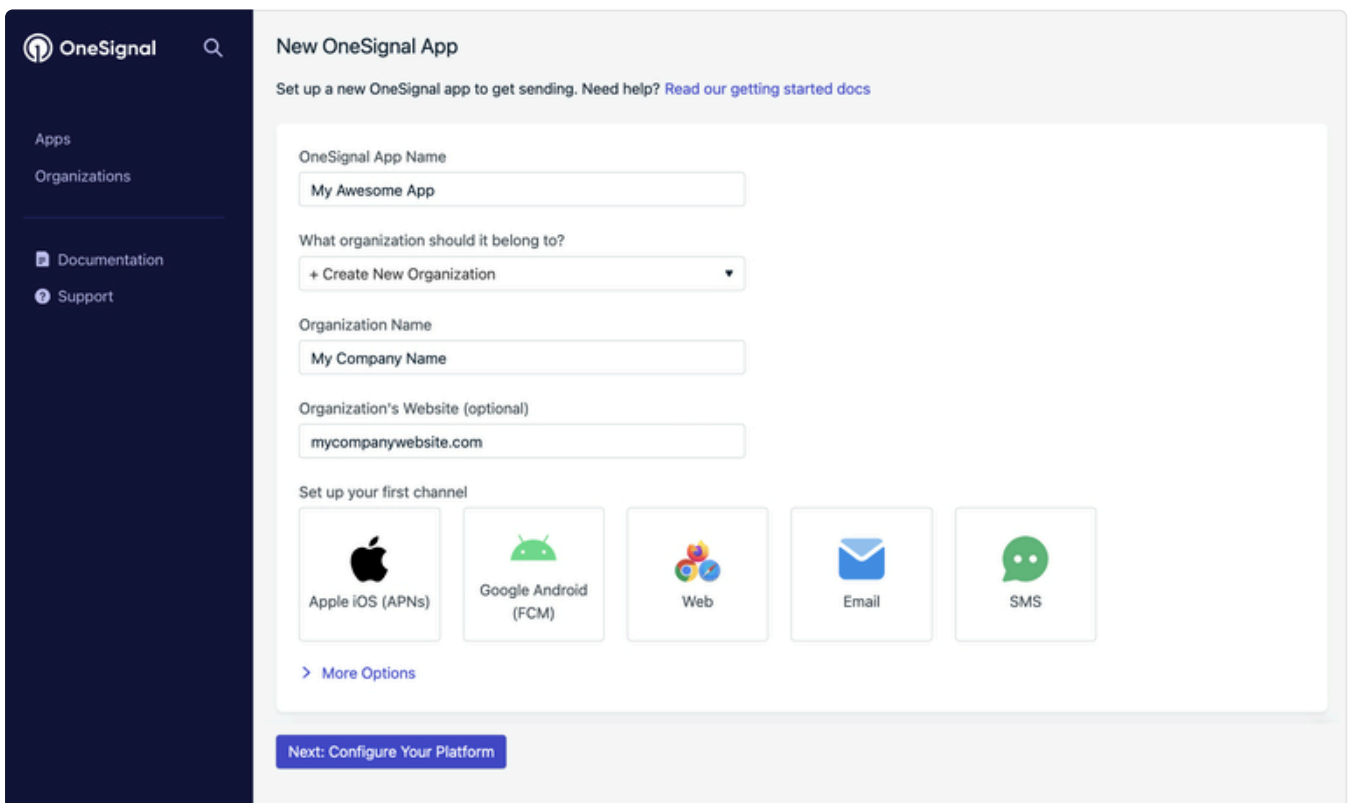 OneSignal
Apps
Organizations
Documentation
Support
New OneSignal App
Set up a new OneSignal app to get sending. Need help? Read our getting started docs
OneSignal App Name
My Awesome App
What organization should it belong to?
+ Create New Organization
Organization Name
My Company Name
Organization's Website (optional)
mycompanywebsite.com
Set up your first channel
Apple iOS (APNs)
Google Android
(FCM)
Web
Email
SMS
More Options
Next: Configure Your Platform